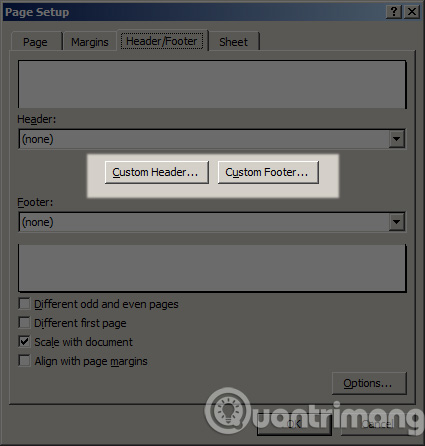 Page Setup
Page Margins Header/Footer Sheet
Header:
(none)
Custom Header... Custom Footer...
Footer:
(none)
Different odd and even pages
Different first page
Scale with document
Align with page margins
Options...
Quantrimang
OK Cancel